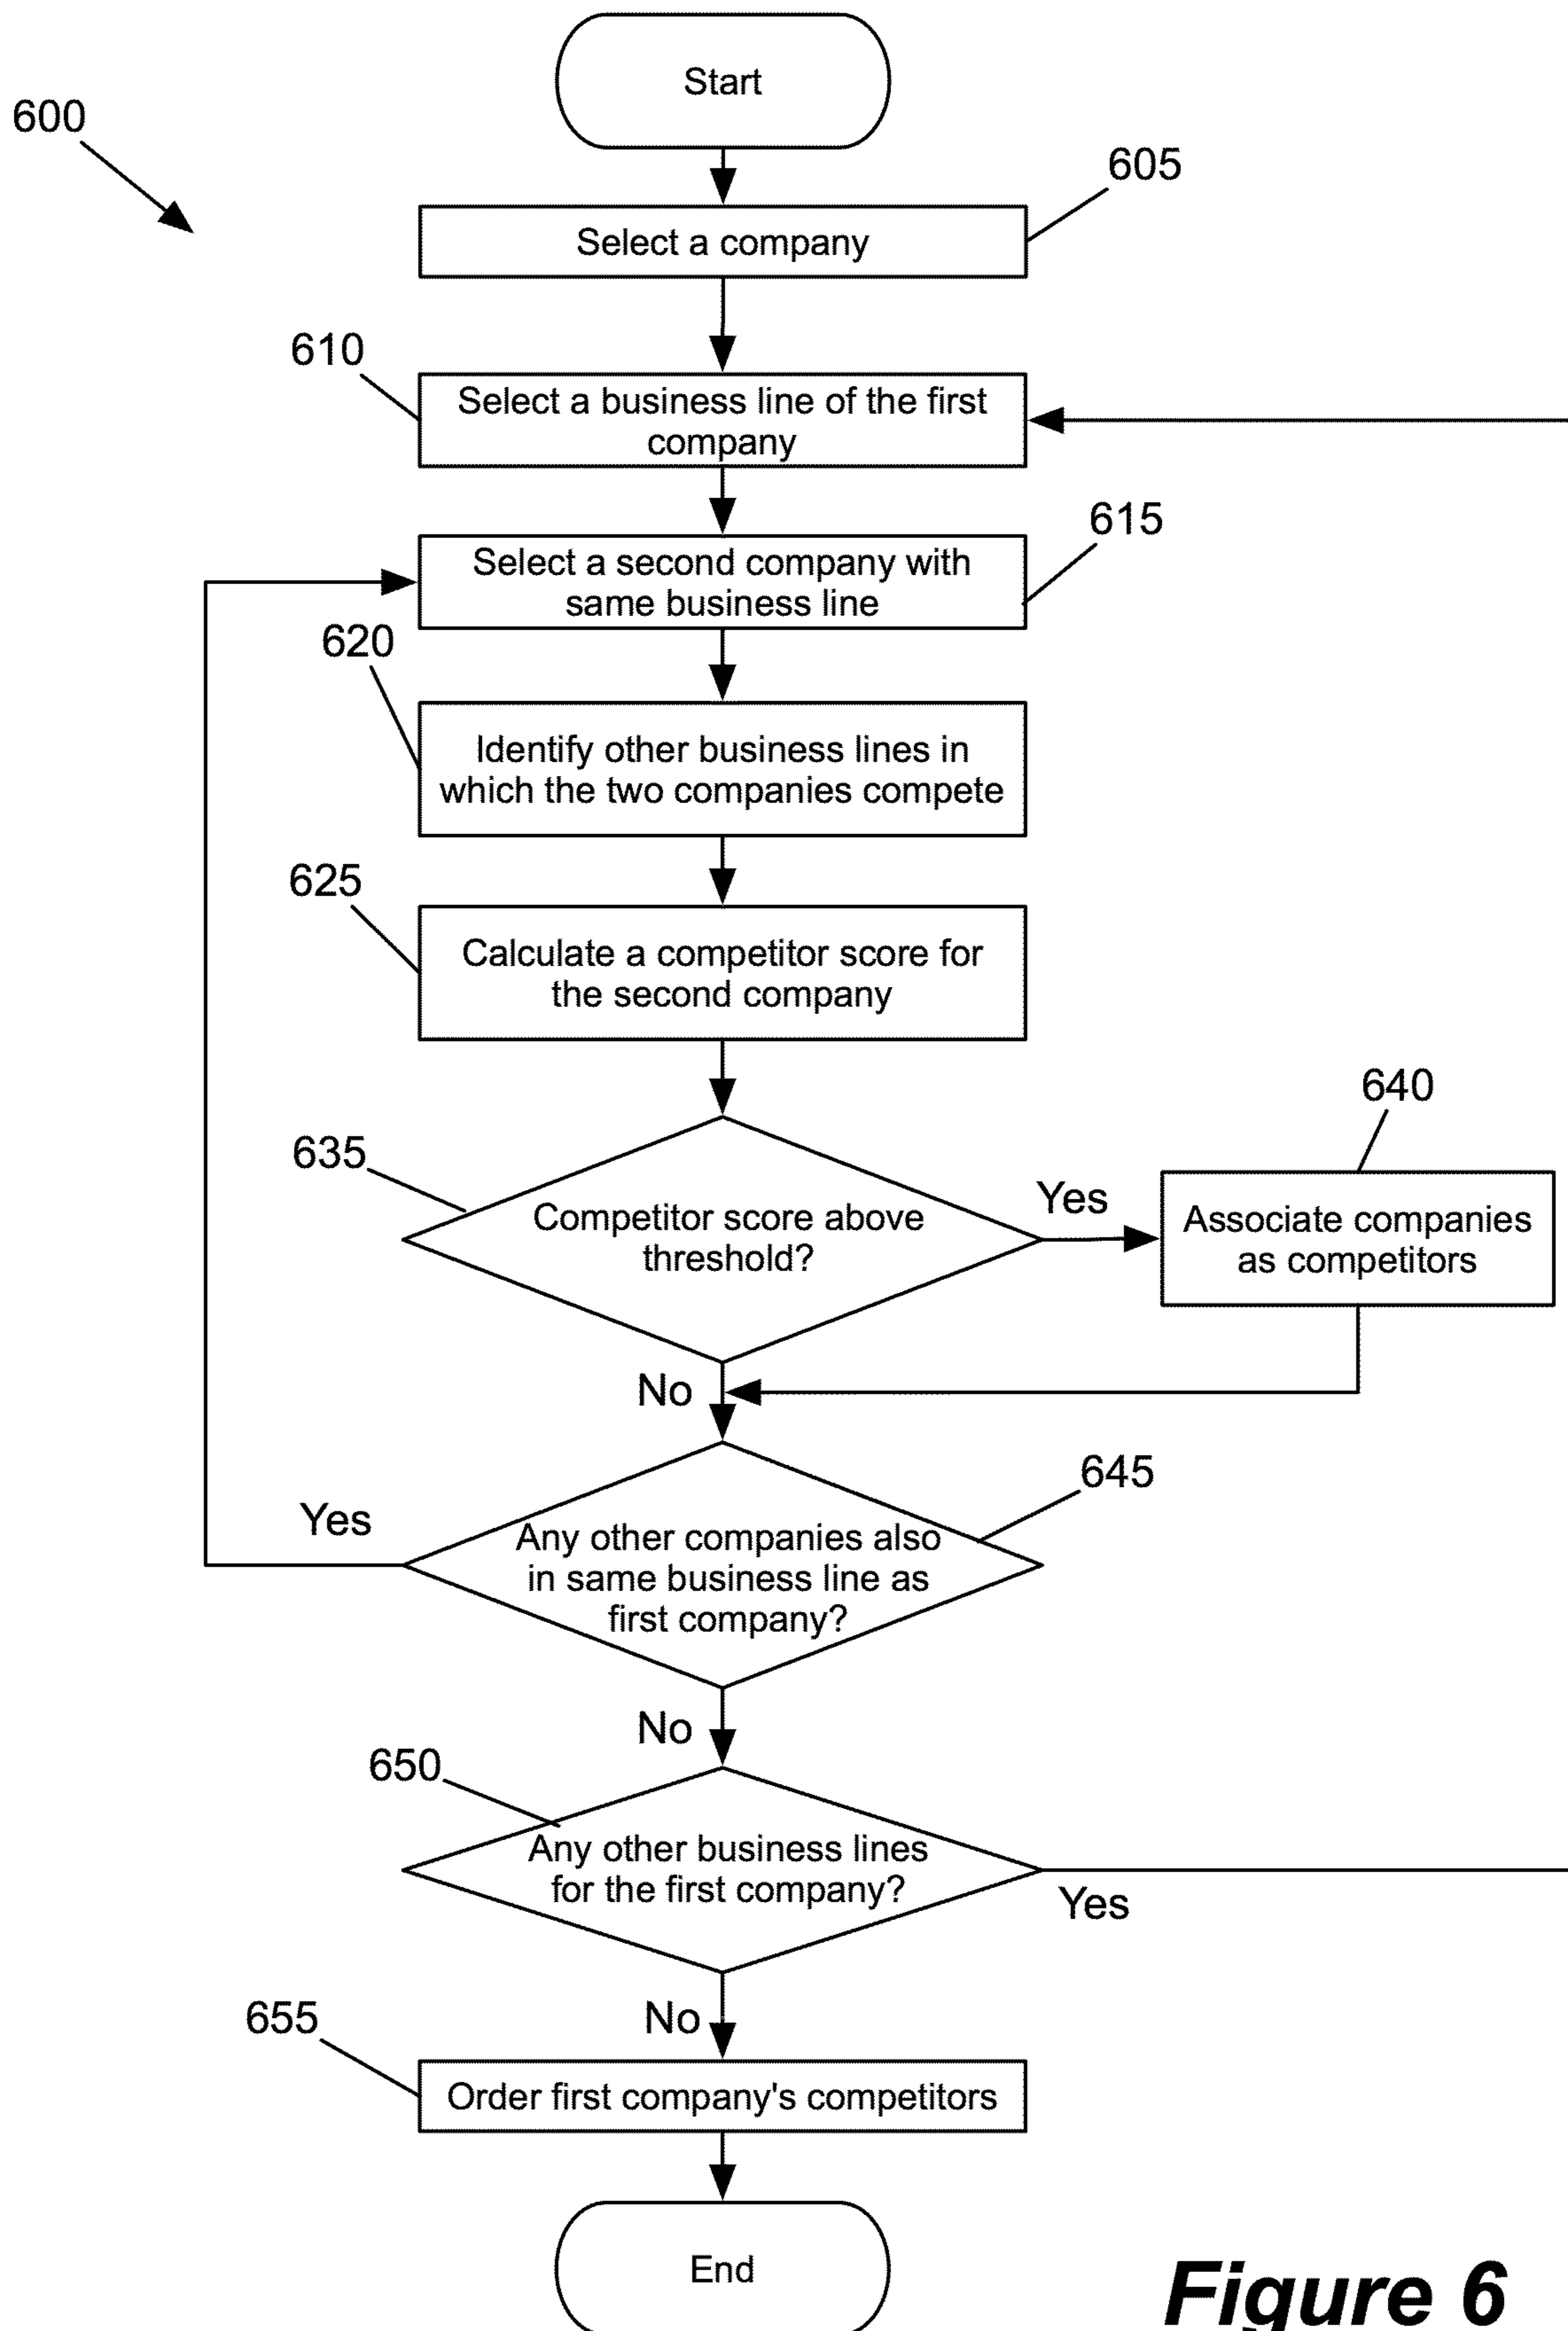 Start
600
605
Select a company
610
Select a business line of the first
company
615
Select a second company with
same business line
620
Identify other business lines in
which the two companies compete
625
Calculate a competitor score for
the second company
640
635
Competitor score above
threshold?
Yes
Associate companies
as competitors
No
645
Yes
Any other companies also
in same business line as
first company?
No
650
Any other business lines
for the first company?
Yes
No
655
Order first company's competitors
End
Figure 6